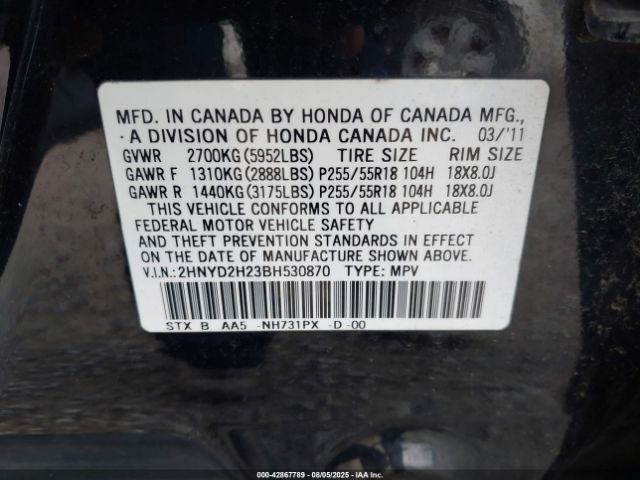 MFD. IN CANADA BY HONDA OF CANADA MFG.,
A DIVISION OF HONDA CANADA INC. 03/'11
GVWR 2700KG(5952LBS) TIRE SIZE RIM SIZE
GAWR F 1310KG(2888LBS) P255/55R18 104H 18X8.0J
GAWR R 1440KG(3175LBS) P255/55R18 104H 18X8.0J
THIS VEHICLE CONFORMS TO ALL APPLICABLE
FEDERAL MOTOR VEHICLE SAFETY
AND THEFT PREVENTION STANDARDS IN EFFECT
ON THE DATE OF MANUFACTURE SHOWN ABOVE.
V.I.N.:2HNYD2H23BH530870 TYPE: MPV
STX B AA5 -NH731PX -D-00
000-42867789 - 08/05/2025 - IAA Inc.